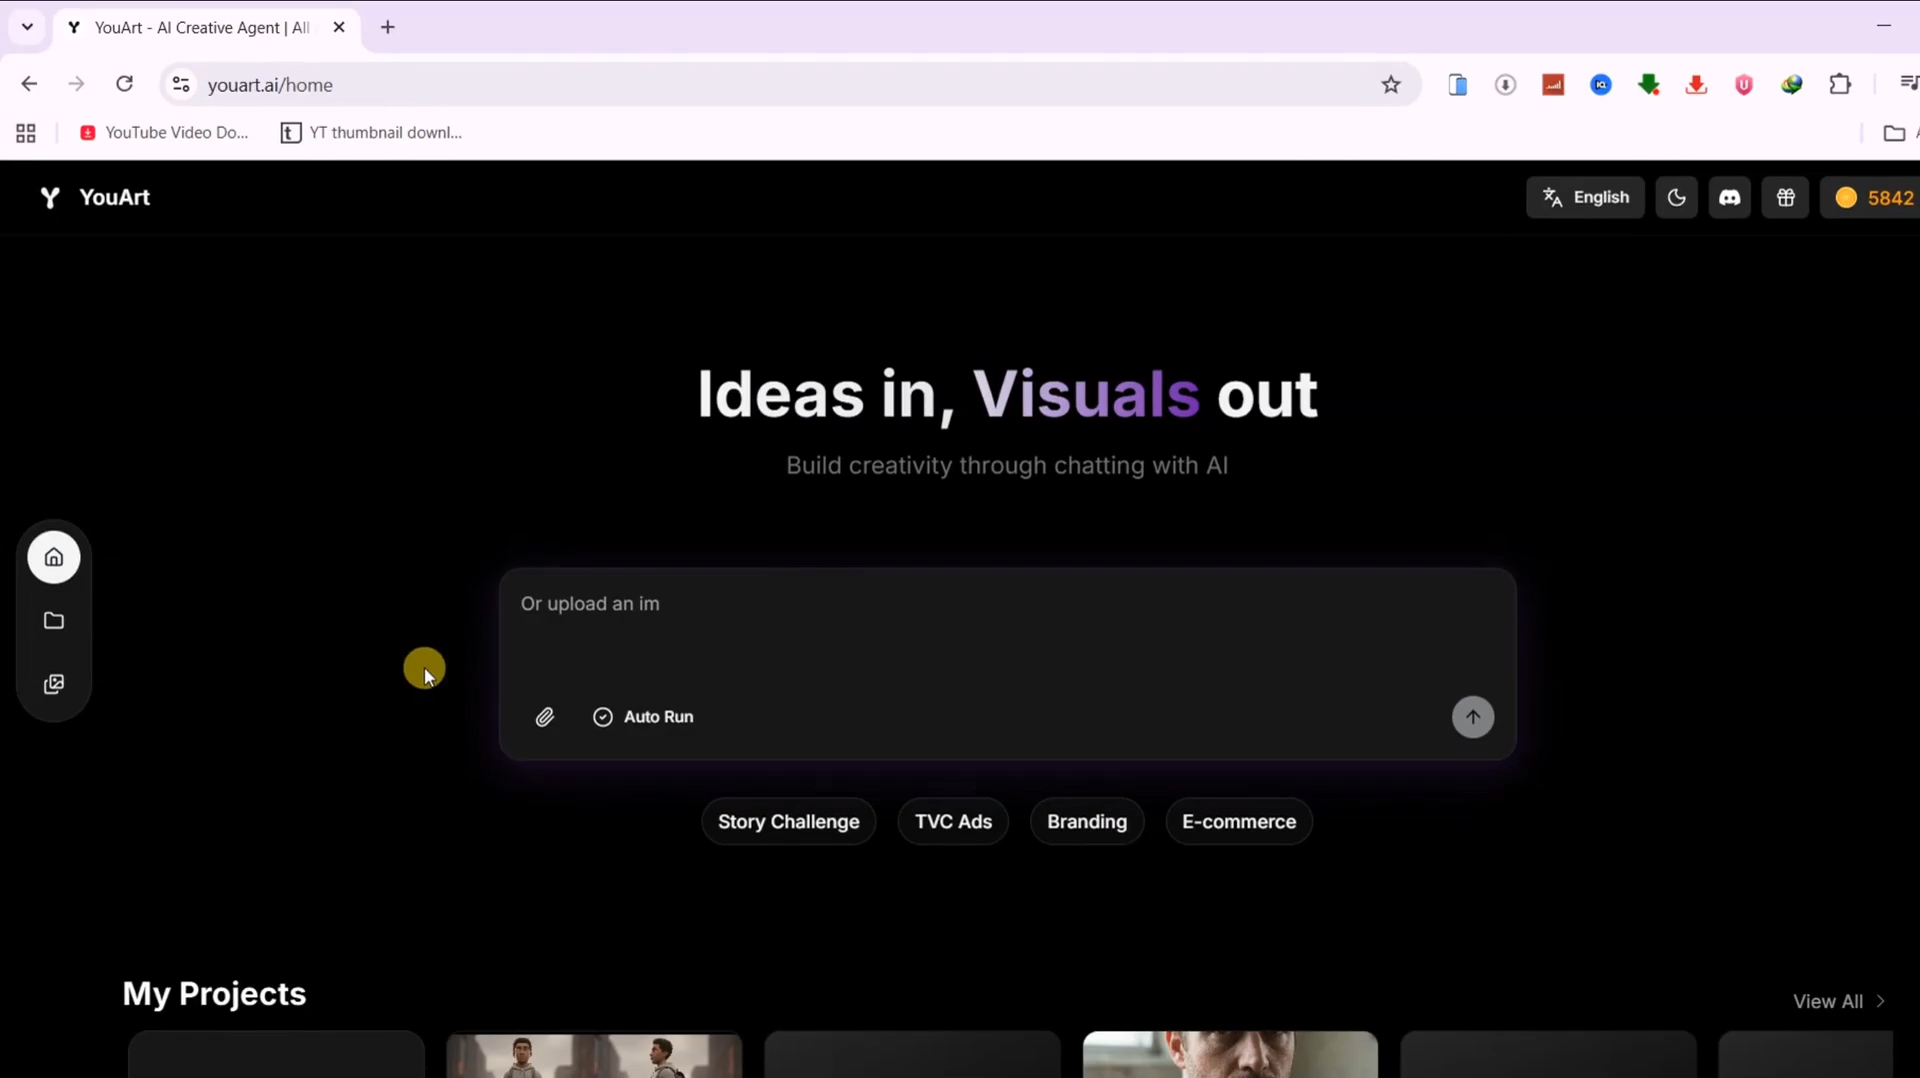 YouArt - AI Creative Agent | All
youart.ai/home
YouTube Video Do...
YT thumbnail downl...
YouArt
English
5842
Ideas in, Visuals out
Build creativity through chatting with AI
Or upload an im
Auto Run
Story Challenge
TVC Ads
Branding
E-commerce
My Projects
View All